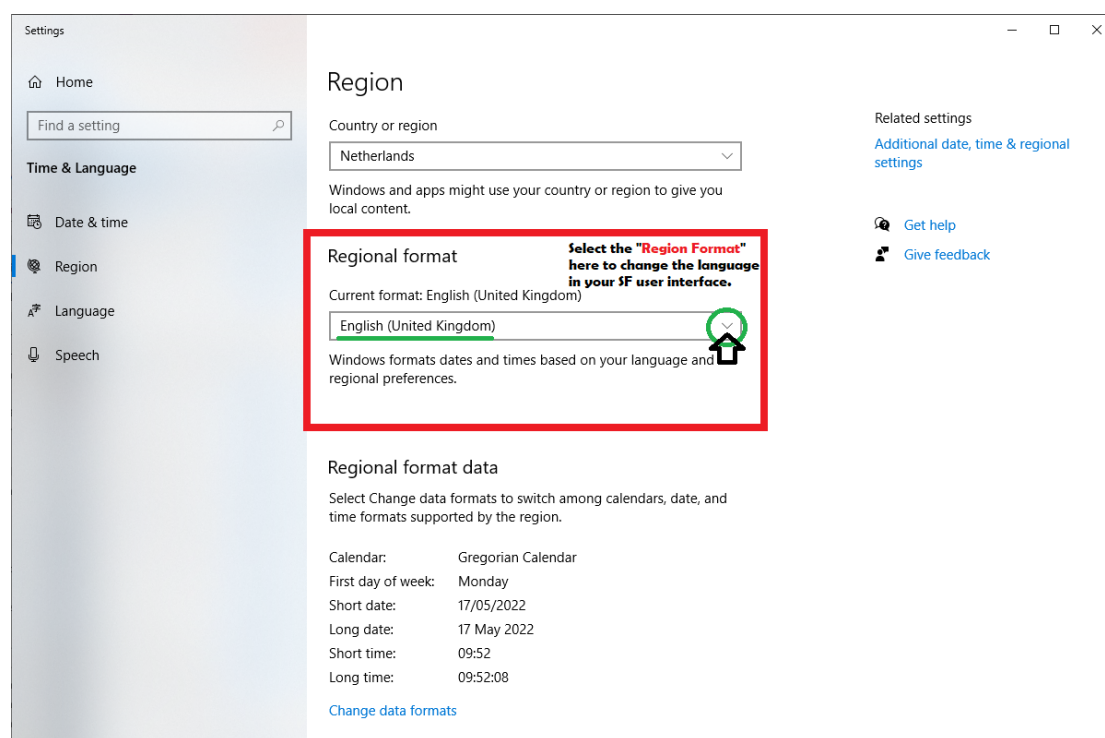 Settings
Home
Find a setting
Time & Language
Date & time
Region
Language
Speech
Region
Country or region
Netherlands
Windows and apps might use your country or region to give you
local content.
Regional format
Select the "Region Format"
here to change the language
in your SF user interface.
Current format: English (United Kingdom)
English (United Kingdom)
Windows formats dates and times based on your language and
regional preferences.
Regional format data
Select Change data formats to switch among calendars, date, and
time formats supported by the region.
Calendar: Gregorian Calendar
First day of week: Monday
Short date: 17/05/2022
Long date: 17 May 2022
Short time: 09:52
Long time: 09:52:08
Change data formats
Related settings
Additional date, time & regional
settings
Get help
Give feedback